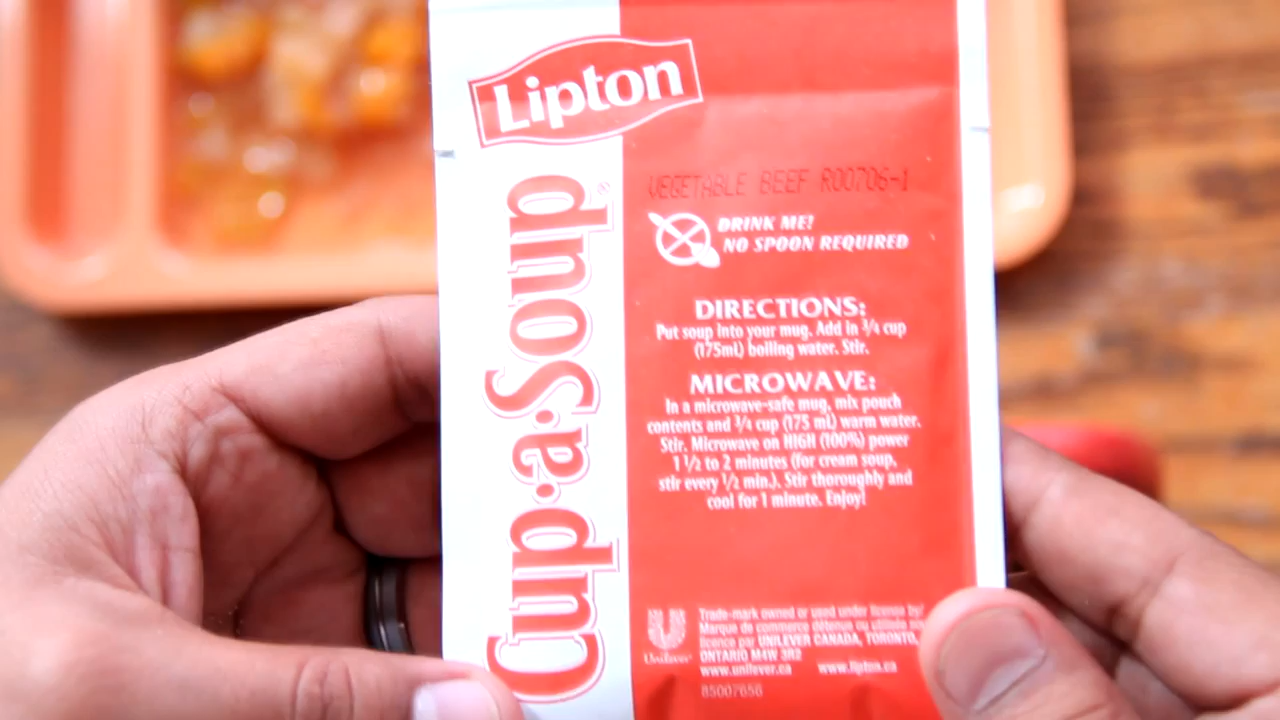 Lipton
Cup·a·Soup®
VEGETABLE BEEF R00706-1
DRINK ME!
NO SPOON REQUIRED
DIRECTIONS:
Put soup into your mug. Add in ¾ cup
(175mL) boiling water. Stir.
MICROWAVE:
In a microwave-safe mug, mix pouch
contents and ¾ cup (175 mL) warm water.
Stir. Microwave on HIGH (100%) power
1 ½ to 2 minutes (for cream soup,
stir every ½ min.). Stir thoroughly and
cool for 1 minute. Enjoy!
Unilever
Trade-mark owned or used under license by/
Marque de commerce détenue ou utilisée sous
licence par UNILEVER CANADA, TORONTO,
ONTARIO M4W 3R2
www.unilever.ca www.lipton.ca
85007656